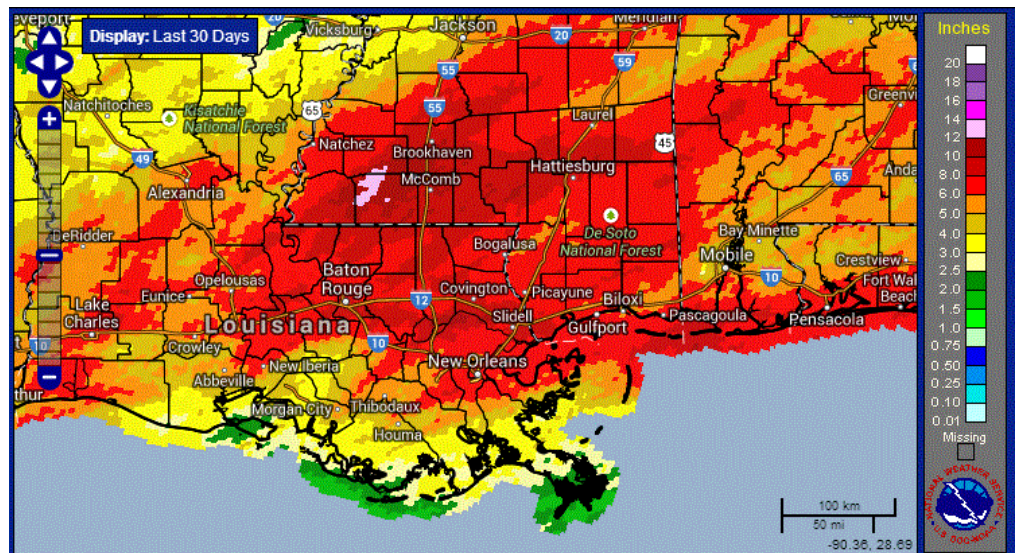 eveport
Display: Last 30 Days
20
Vicksburg
Jackson
20
Meridian
Inches
55
59
20
18
16
14
12
10
8.0
6.0
5.0
4.0
3.0
2.5
2.0
1.5
1.0
0.75
0.50
0.25
0.10
0.01
Missing
Natchitoches
Kisatchie
National Forest
65
55
Laurel
45
Greenvi
49
Natchez
Brookhaven
Hattiesburg
Alexandria
McComb
65
Anda
DeRidder
Bogalusa
De Soto
National Forest
Bay Minette
Mobile
Crestview
Opelousas
Baton
Rouge
12
Covington
Picayune
Biloxi
10
Fort Wal
Beach
Lake
Charles
Eunice
Louisiana
Slidell
Gulfport
Pascagoula
Pensacola
10
Crowley
10
New Orleans
Abbeville
New Iberia
thur
Morgan City
Thibodaux
Houma
100 km
50 mi
-90.36, 28.69
NATIONAL WEATHER SERVICE